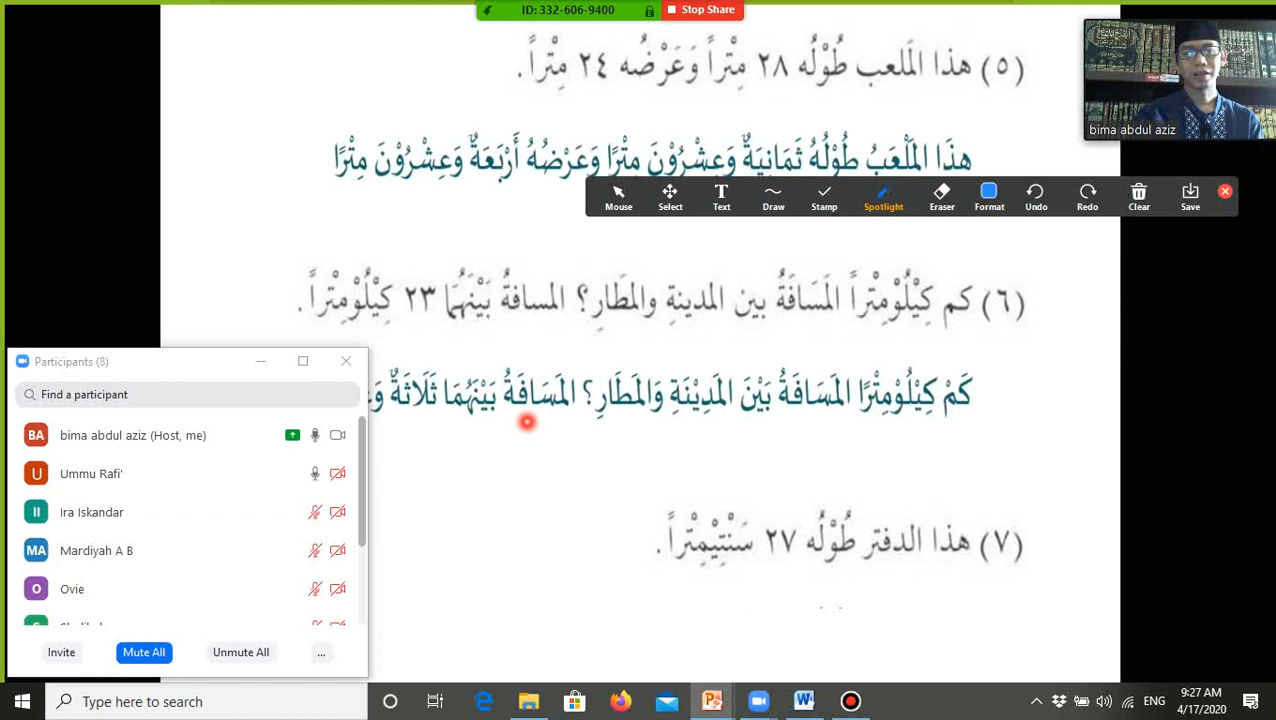 ID: 332-606-9400
Stop Share
(٥) هذا المَلعب طُوْلُه ٢٨ مِتْراً وَعَرْضُه ٢٤ مِتْراً.
bima abdul aziz
هذَا المَلْعَبُ طُوْلُهُ ثَمَانِيَةٌ وَعِشْرُوْنَ مِتْرًا وَعَرْضُهُ أَرْبَعَةٌ وَعِشْرُوْنَ مِتْرًا
Mouse Select Text Draw Stamp Spotlight Eraser Format Undo Redo Clear Save
(٦) كم كِيْلُوْمِتْراً المَسَافَةُ بين المدينةِ والمطَارِ؟ المسافةُ بَيْنَهُمَا ٢٣ كِيْلُوْمِتْراً.
كَمْ كِيْلُوْمِتْرًا المَسَافَةُ بَيْنَ المَدِيْنَةِ وَالمَطَارِ؟ المَسَافَةُ بَيْنَهُمَا ثَلَاثَةٌ
Participants (8)
Find a participant
BA bima abdul aziz (Host, me)
U Ummu Rafi'
II Ira Iskandar
MA Mardiyah A B
O Ovie
Invite Mute All Unmute All ...
(٧) هذا الدفتر طُوْلُه ٢٧ سَنْتِيْمِتْراً.
Type here to search
ENG
9:27 AM
4/17/2020